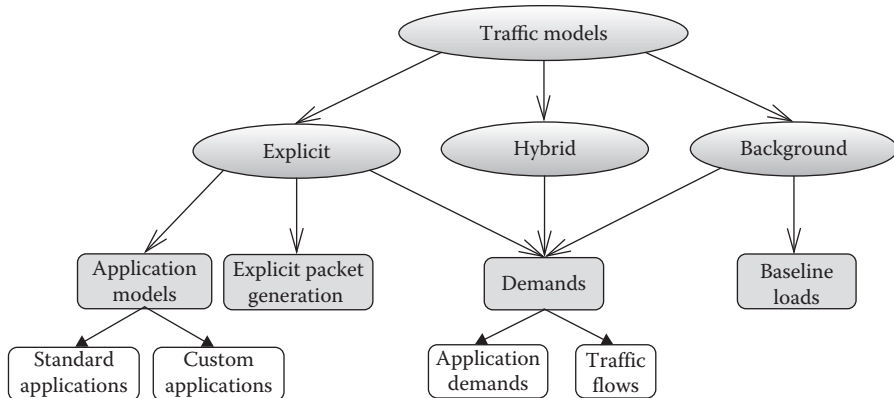 Traffic models
Explicit
Hybrid
Background
Application
models
Explicit packet
generation
Demands
Baseline
loads
Standard
applications
Custom
applications
Application
demands
Traffic
flows